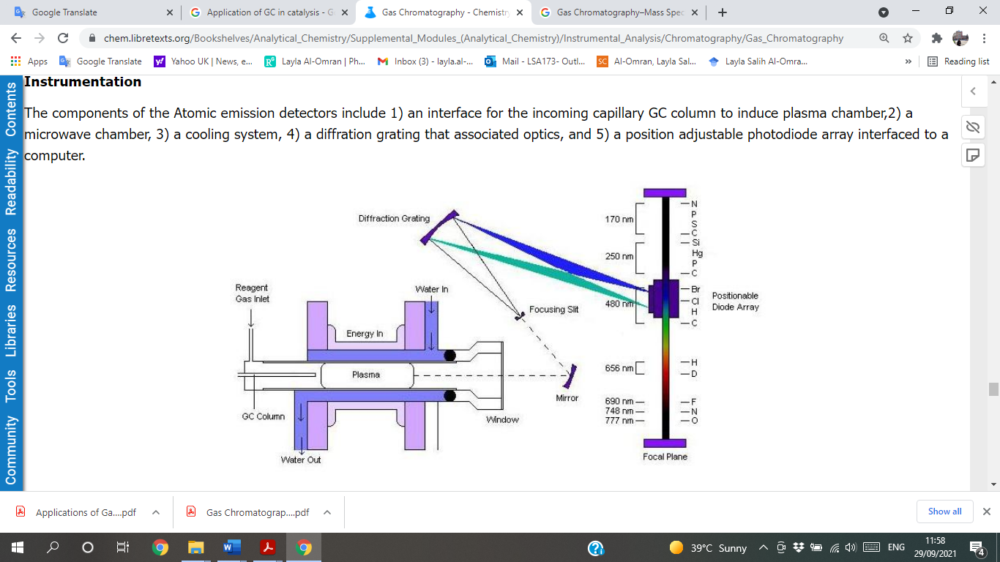 Google Translate
Application of GC in catalysis - G
Gas Chromatography - Chemistr
Gas Chromatography–Mass Spec
chem.libretexts.org/Bookshelves/Analytical_Chemistry/Supplemental_Modules_(Analytical_Chemistry)/Instrumental_Analysis/Chromatography/Gas_Chromatography
Apps
Google Translate
Yahoo UK | News, e...
Layla Al-Omran | Ph...
Inbox (3) - layla.al-...
Mail - LSA173- Outl...
SC
Al-Omran, Layla Sal...
Layla Salih Al-Omra...
»
Reading list
Contents
Readability
Resources
Libraries
Tools
Community
Instrumentation
The components of the Atomic emission detectors include 1) an interface for the incoming capillary GC column to induce plasma chamber,2) a
microwave chamber, 3) a cooling system, 4) a diffration grating that associated optics, and 5) a position adjustable photodiode array interfaced to a
computer.
Diffraction Grating
Reagent
Gas Inlet
Water In
Energy In
Focusing Slit
Plasma
Mirror
GC Column
Window
Water Out
170 nm
250 nm
480 nm
656 nm
690 nm
748 nm
777 nm
N
P
S
C
Si
Hg
P
C
Br
Cl
H
C
H
D
F
N
O
Positionable
Diode Array
Focal Plane
Applications of Ga....pdf
Gas Chromatograp....pdf
Show all
39°C Sunny
ENG
11:58
29/09/2021
4